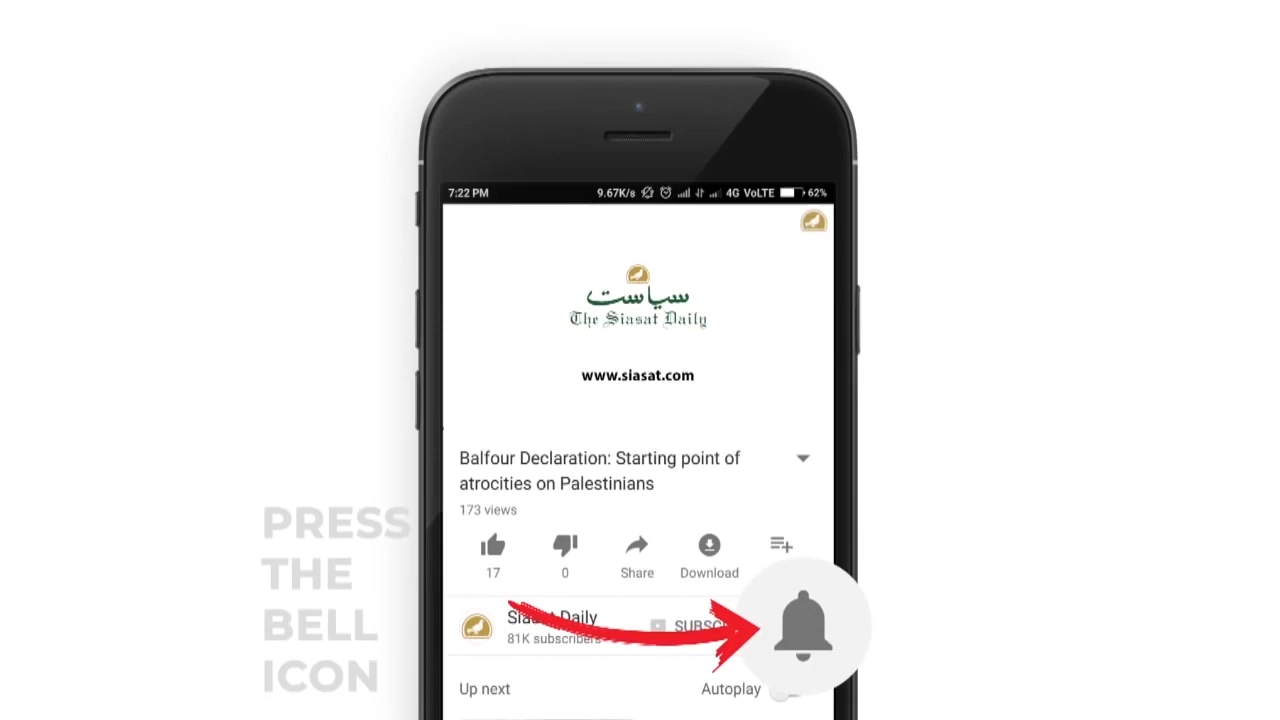 7:22 PM 9.67K/s 4G VoLTE 62%
سیاست
The Siasat Daily
www.siasat.com
Balfour Declaration: Starting point of
atrocities on Palestinians
173 views
17 0 Share Download
Siasat Daily
81K subscribers
Up next Autoplay
PRESS
THE
BELL
ICON